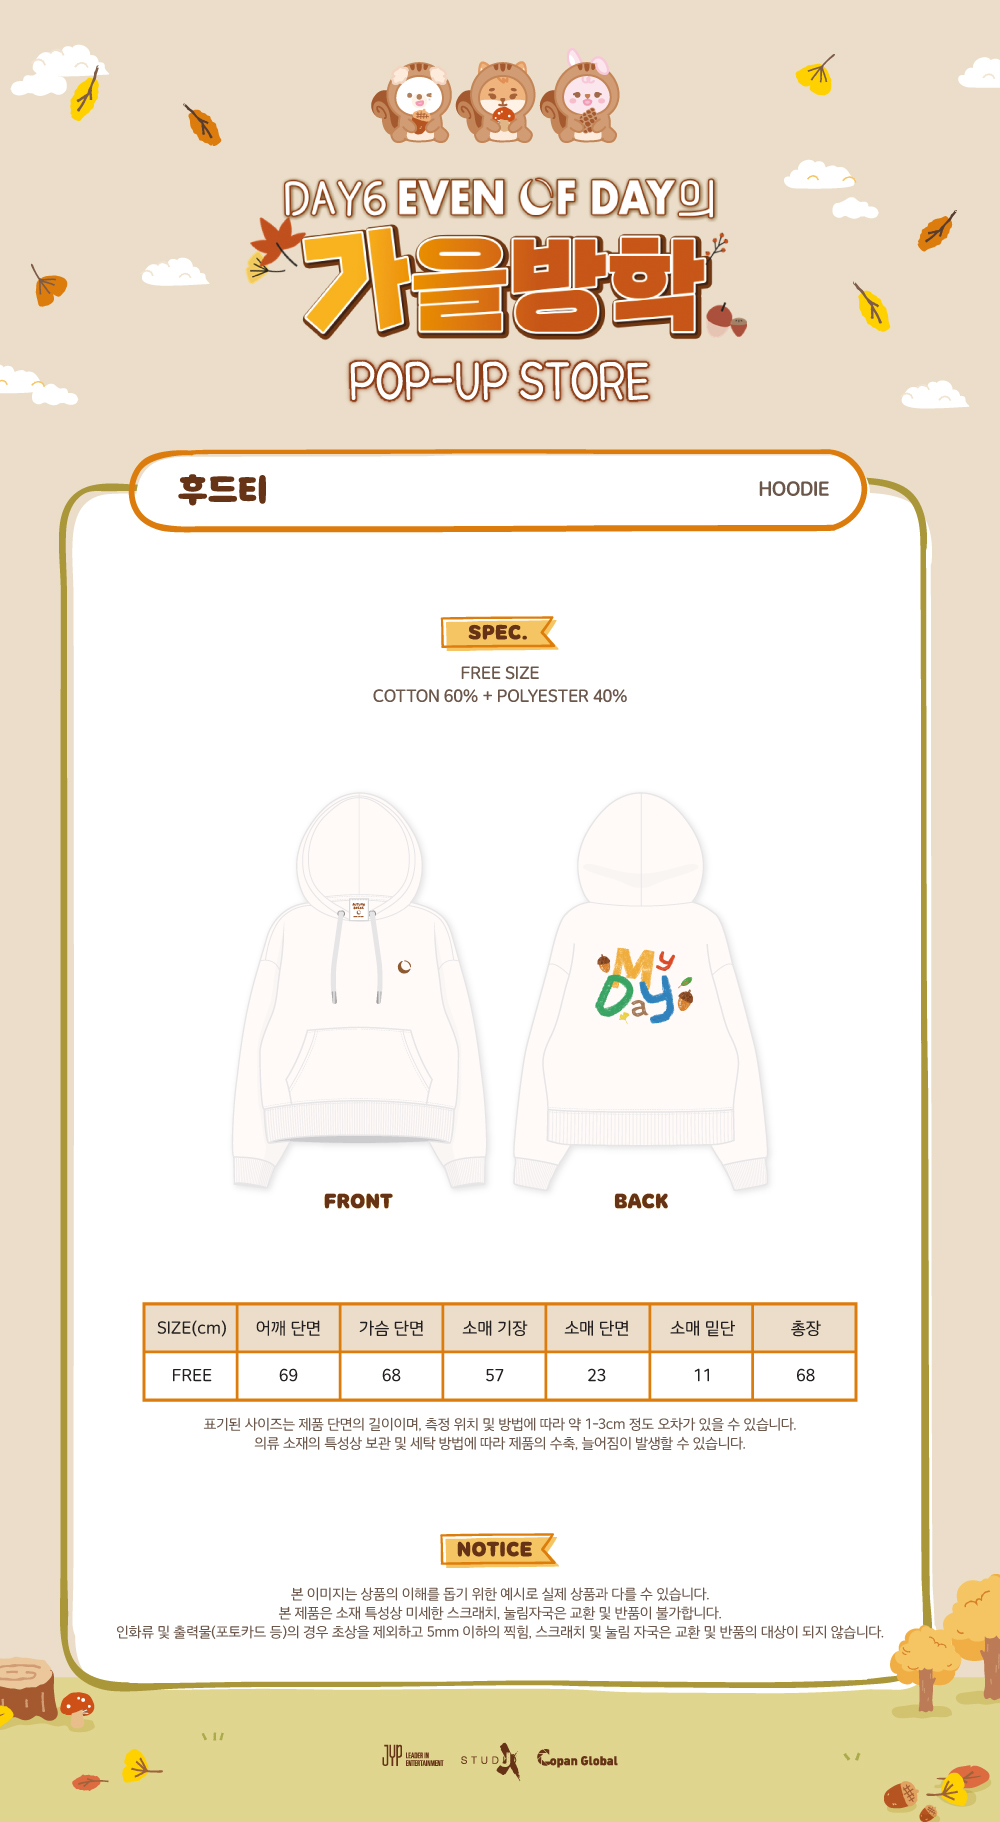 DAY6 EVEN OF DAY의
가을방학
POP-UP STORE
후드티
HOODIE
SPEC.
FREE SIZE
COTTON 60% + POLYESTER 40%
My
Day
FRONT
BACK
SIZE(cm) 어깨 단면 가슴 단면 소매 기장 소매 단면 소매 밑단 총장
FREE 69 68 57 23 11 68
표기된 사이즈는 제품 단면의 길이이며, 측정 위치 및 방법에 따라 약 1-3cm 정도 오차가 있을 수 있습니다.
의류 소재의 특성상 보관 및 세탁 방법에 따라 제품의 수축, 늘어짐이 발생할 수 있습니다.
NOTICE
본 이미지는 상품의 이해를 돕기 위한 예시로 실제 상품과 다를 수 있습니다.
본 제품은 소재 특성상 미세한 스크래치, 눌림자국은 교환 및 반품이 불가합니다.
인화류 및 출력물(포토카드 등)의 경우 초상을 제외하고 5mm 이하의 찍힘, 스크래치 및 눌림 자국은 교환 및 반품의 대상이 되지 않습니다.
JYP LEADER IN ENTERTAINMENT
Copan Global